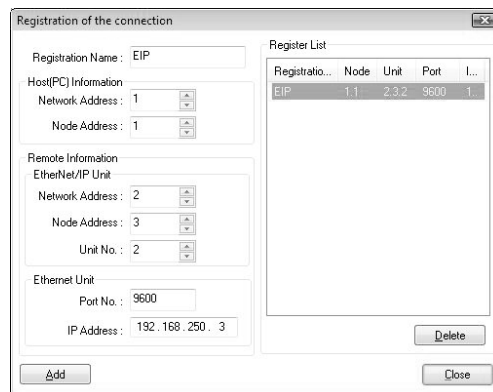 Registration of the connection
Registration Name : EIP
Host(PC) Information
Network Address : 1
Node Address : 1
Remote Information
EtherNet/IP Unit
Network Address : 2
Node Address : 3
Unit No. : 2
Ethernet Unit
Port No. : 9600
IP Address : 192 . 168 . 250 . 3
Add
Register List
Registratio... Node Unit Port I...
EIP 1.1 2.3.2 9600 1..
Delete
Close